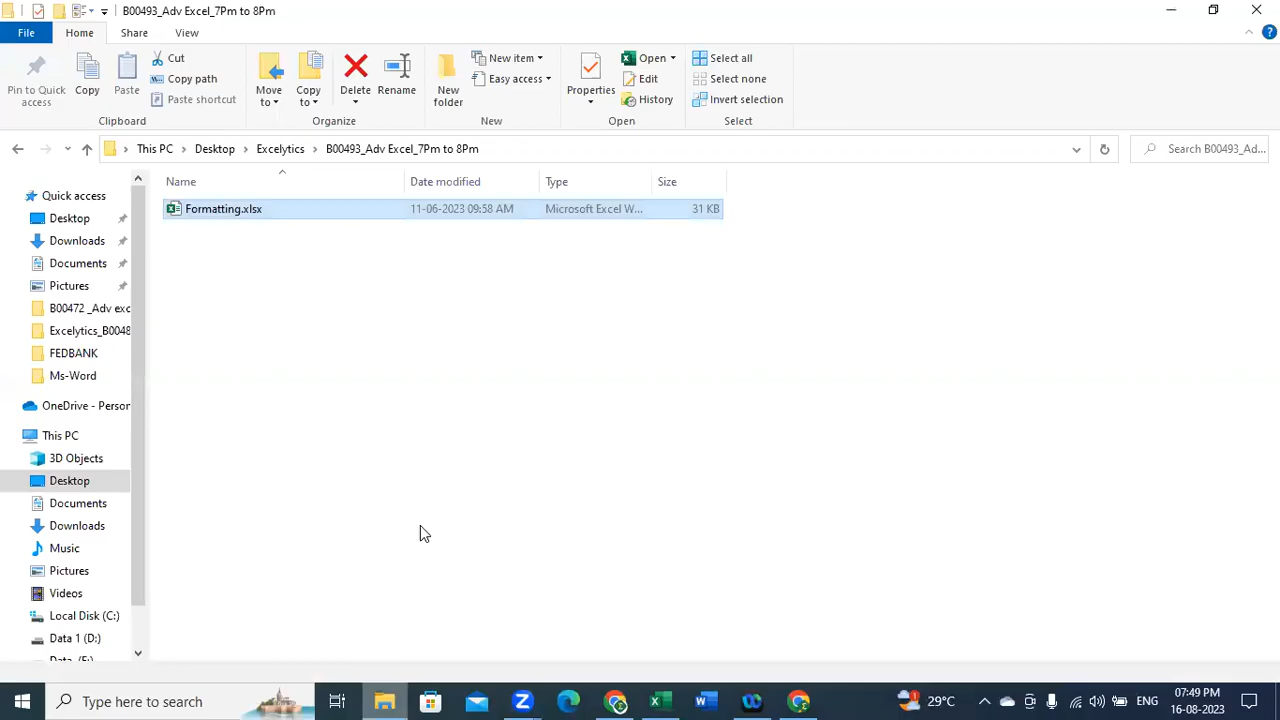 B00493_Adv Excel_7Pm to 8Pm
File
Home
Share
View
Pin to Quick access
Copy
Paste
Cut
Copy path
Paste shortcut
Clipboard
Move to
Copy to
Delete
Rename
Organize
New folder
New item
Easy access
New
Properties
Open
Edit
History
Open
Select all
Select none
Invert selection
Select
This PC
Desktop
Excelytics
B00493_Adv Excel_7Pm to 8Pm
Search B00493_Ad...
Name
Date modified
Type
Size
Formatting.xlsx
11-06-2023 09:58 AM
Microsoft Excel W...
31 KB
Quick access
Desktop
Downloads
Documents
Pictures
B00472 _Adv exc
Excelytics_B0048
FEDBANK
Ms-Word
OneDrive - Person
This PC
3D Objects
Desktop
Documents
Downloads
Music
Pictures
Videos
Local Disk (C:)
Data 1 (D:)
Type here to search
1
29°C
ENG
07:49 PM
16-08-2023